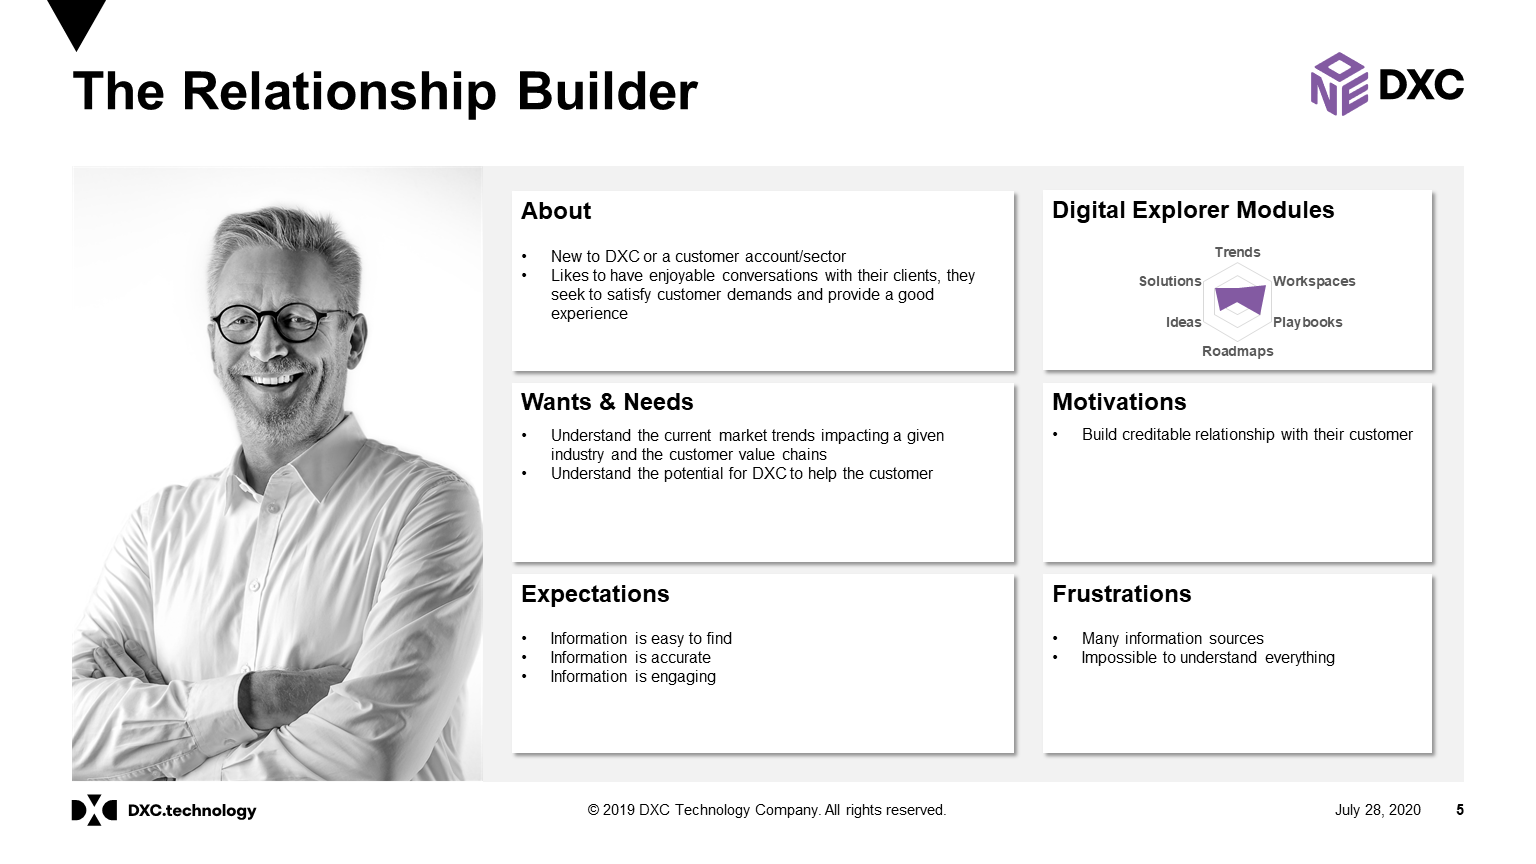 The Relationship Builder
ONE DXC
About
• New to DXC or a customer account/sector
• Likes to have enjoyable conversations with their clients, they
seek to satisfy customer demands and provide a good
experience
Digital Explorer Modules
Trends
Solutions
Workspaces
Ideas
Playbooks
Roadmaps
Wants & Needs
• Understand the current market trends impacting a given
industry and the customer value chains
• Understand the potential for DXC to help the customer
Motivations
• Build creditable relationship with their customer
Expectations
• Information is easy to find
• Information is accurate
• Information is engaging
Frustrations
• Many information sources
• Impossible to understand everything
DXC.technology
© 2019 DXC Technology Company. All rights reserved.
July 28, 2020
5